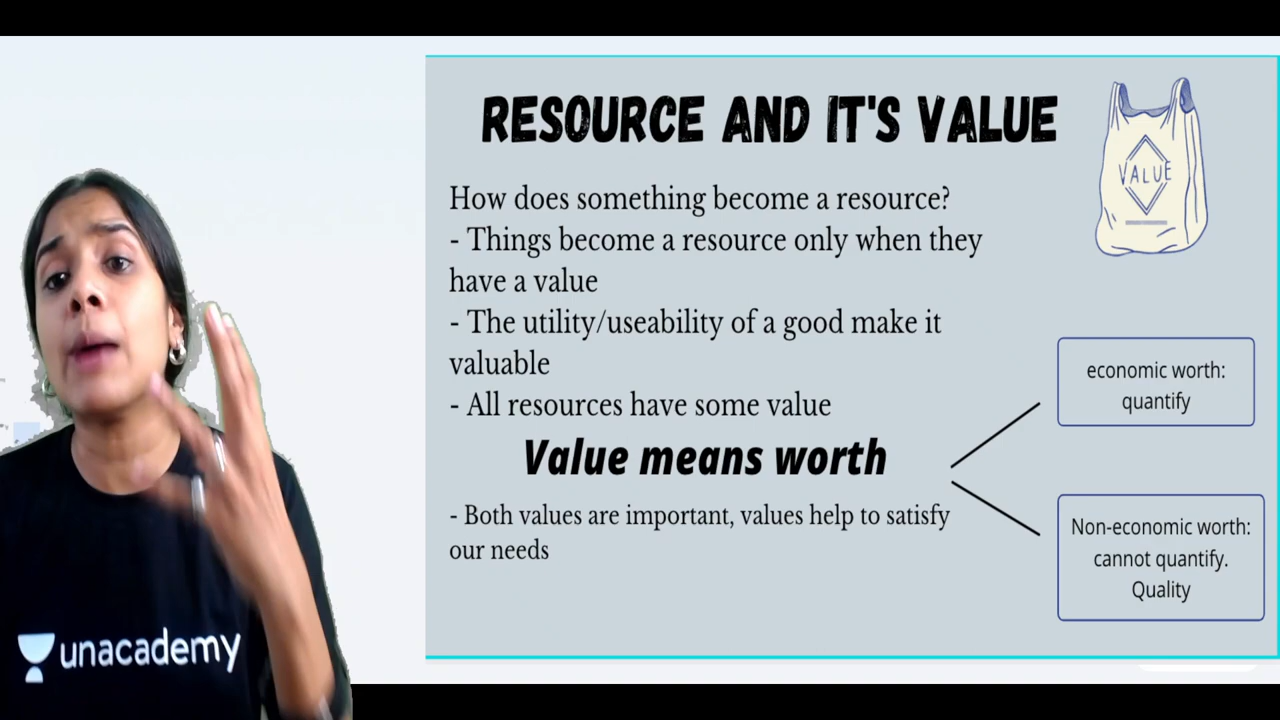 RESOURCE AND IT'S VALUE
VALUE
How does something become a resource?
- Things become a resource only when they
have a value
- The utility/useability of a good make it
valuable
- All resources have some value
Value means worth
- Both values are important, values help to satisfy
our needs
economic worth:
quantify
Non-economic worth:
cannot quantify.
Quality
unacademy